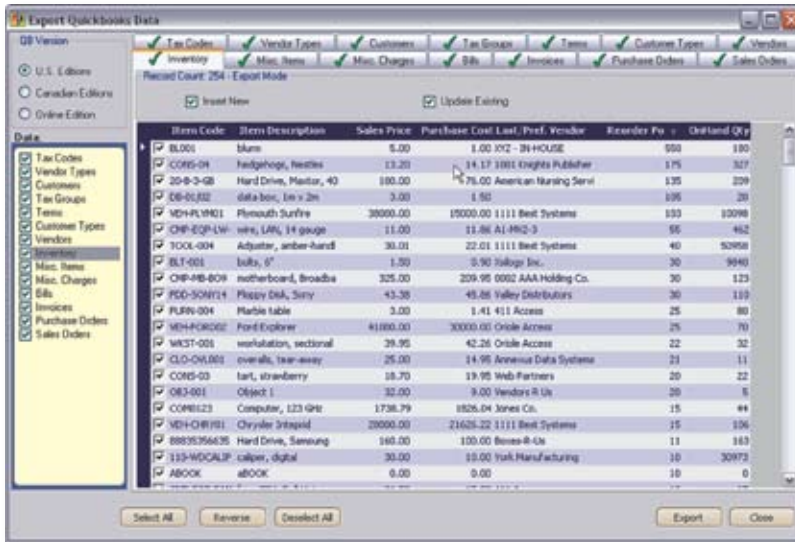 Export Quickbooks Data
QB Version
U.S. Editions
Canadian Editions
Online Edition
Data
Tax Codes
Vendor Types
Customers
Tax Groups
Terms
Customer Types
Vendors
Inventory
Misc. Items
Misc. Charges
Bills
Invoices
Purchase Orders
Sales Orders
Tax Codes Vendor Types Customers Tax Groups Terms Customer Types Vendors
Inventory Misc. Items Misc. Charges Bills Invoices Purchase Orders Sales Orders
Record Count: 254 - Export Mode
Insert New Update Existing
Item Code Item Description Sales Price Purchase Cost Last/Pref. Vendor Reorder Po OnHand Qty
BL001 blurn 5.00 1.00 XYZ - IN-HOUSE 550 100
CONS-04 hedgehogs, Nestles 13.20 14.17 1001 Knights Publisher 175 327
20-8-3-GB Hard Drive, Maxtor, 40 100.00 76.00 American Nursing Servi 135 209
DB-01/02 data box, 1m x 2m 3.00 1.50 105 20
VEH-PLYM01 Plymouth Sunfire 38000.00 15000.00 1111 Best Systems 103 10098
CMP-EQP-LW- wire, LAN, 14 gauge 11.00 11.86 A1-MH2-3 55 462
TOOL-004 Adjuster, amber-handl 30.01 22.01 1111 Best Systems 40 50958
BLT-001 bolts, 6" 1.50 0.90 Xology Inc. 30 9840
CMP-MB-BO9 motherboard, Broadba 325.00 209.95 0002 AAA Holding Co. 30 123
FDD-SONY14 Floppy Disk, Sony 43.38 45.86 Valley Distributors 30 110
FURN-004 Marble table 3.00 1.41 411 Access 25 80
VEH-FORD02 Ford Explorer 41000.00 30000.00 Oriole Access 25 70
WKST-001 workstation, sectional 39.95 42.26 Oriole Access 22 32
CLO-OVL001 overalls, tear-away 25.00 14.95 Annexus Data Systems 21 11
CONS-03 tart, strawberry 18.70 19.95 Web Partners 20 22
OBJ-001 Object 1 32.00 9.00 Vendors R Us 20 5
COM0123 Computer, 123 GHz 1738.79 1826.04 Jones Co. 15 44
VEH-CHRY01 Chrysler Intrepid 28000.00 21626.22 1111 Best Systems 15 106
88835356635 Hard Drive, Samsung 160.00 100.00 Boxes-R-Us 11 163
113-WDCALIP caliper, digital 30.00 10.00 York Manufacturing 10 30973
ABOOK aBOOK 0.00 0.00 10 0
Select All Reverse Deselect All Export Close